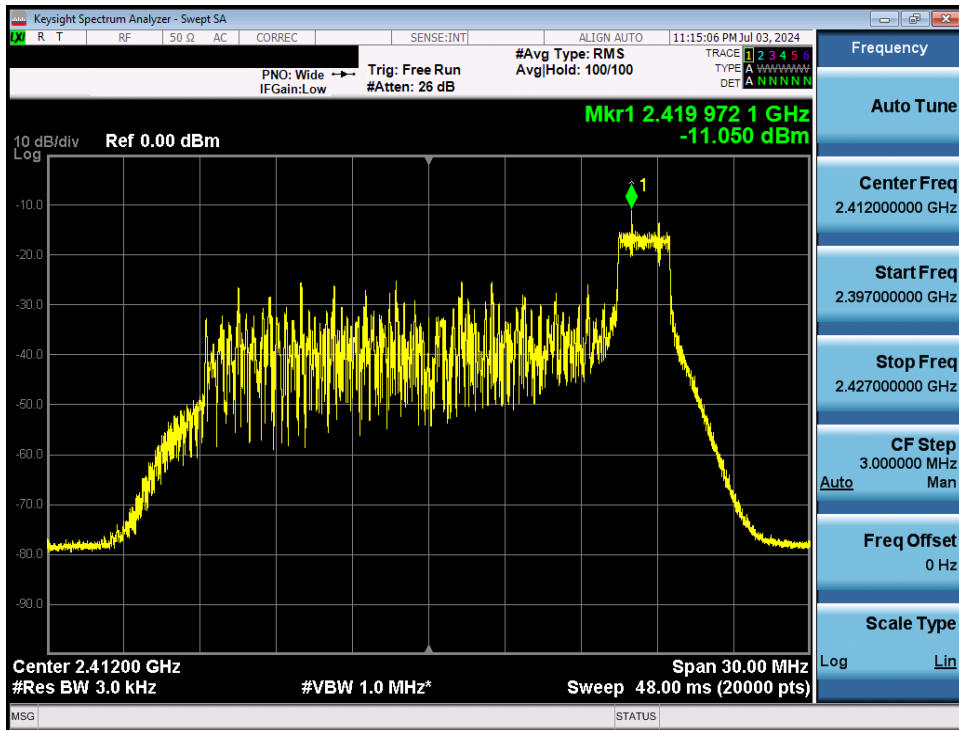 Keysight Spectrum Analyzer - Swept SA
LXI R T RF 50 Ω AC CORREC SENSE:INT ALIGN AUTO 11:15:06 PM Jul 03, 2024
Frequency
#Avg Type: RMS
TRACE 1 2 3 4 5 6
PNO: Wide Trig: Free Run Avg|Hold: 100/100
TYPE A W W W W W
IFGain:Low #Atten: 26 dB
DET A N N N N N
Auto Tune
Mkr1 2.419 972 1 GHz
-11.050 dBm
10 dB/div Ref 0.00 dBm
Log
1
-10.0
-20.0
-30.0
-40.0
-50.0
-60.0
-70.0
-80.0
-90.0
Center Freq
2.412000000 GHz
Start Freq
2.397000000 GHz
Stop Freq
2.427000000 GHz
CF Step
3.000000 MHz
Auto Man
Freq Offset
0 Hz
Scale Type
Log Lin
Center 2.41200 GHz Span 30.00 MHz
#Res BW 3.0 kHz #VBW 1.0 MHz* Sweep 48.00 ms (20000 pts)
MSG STATUS